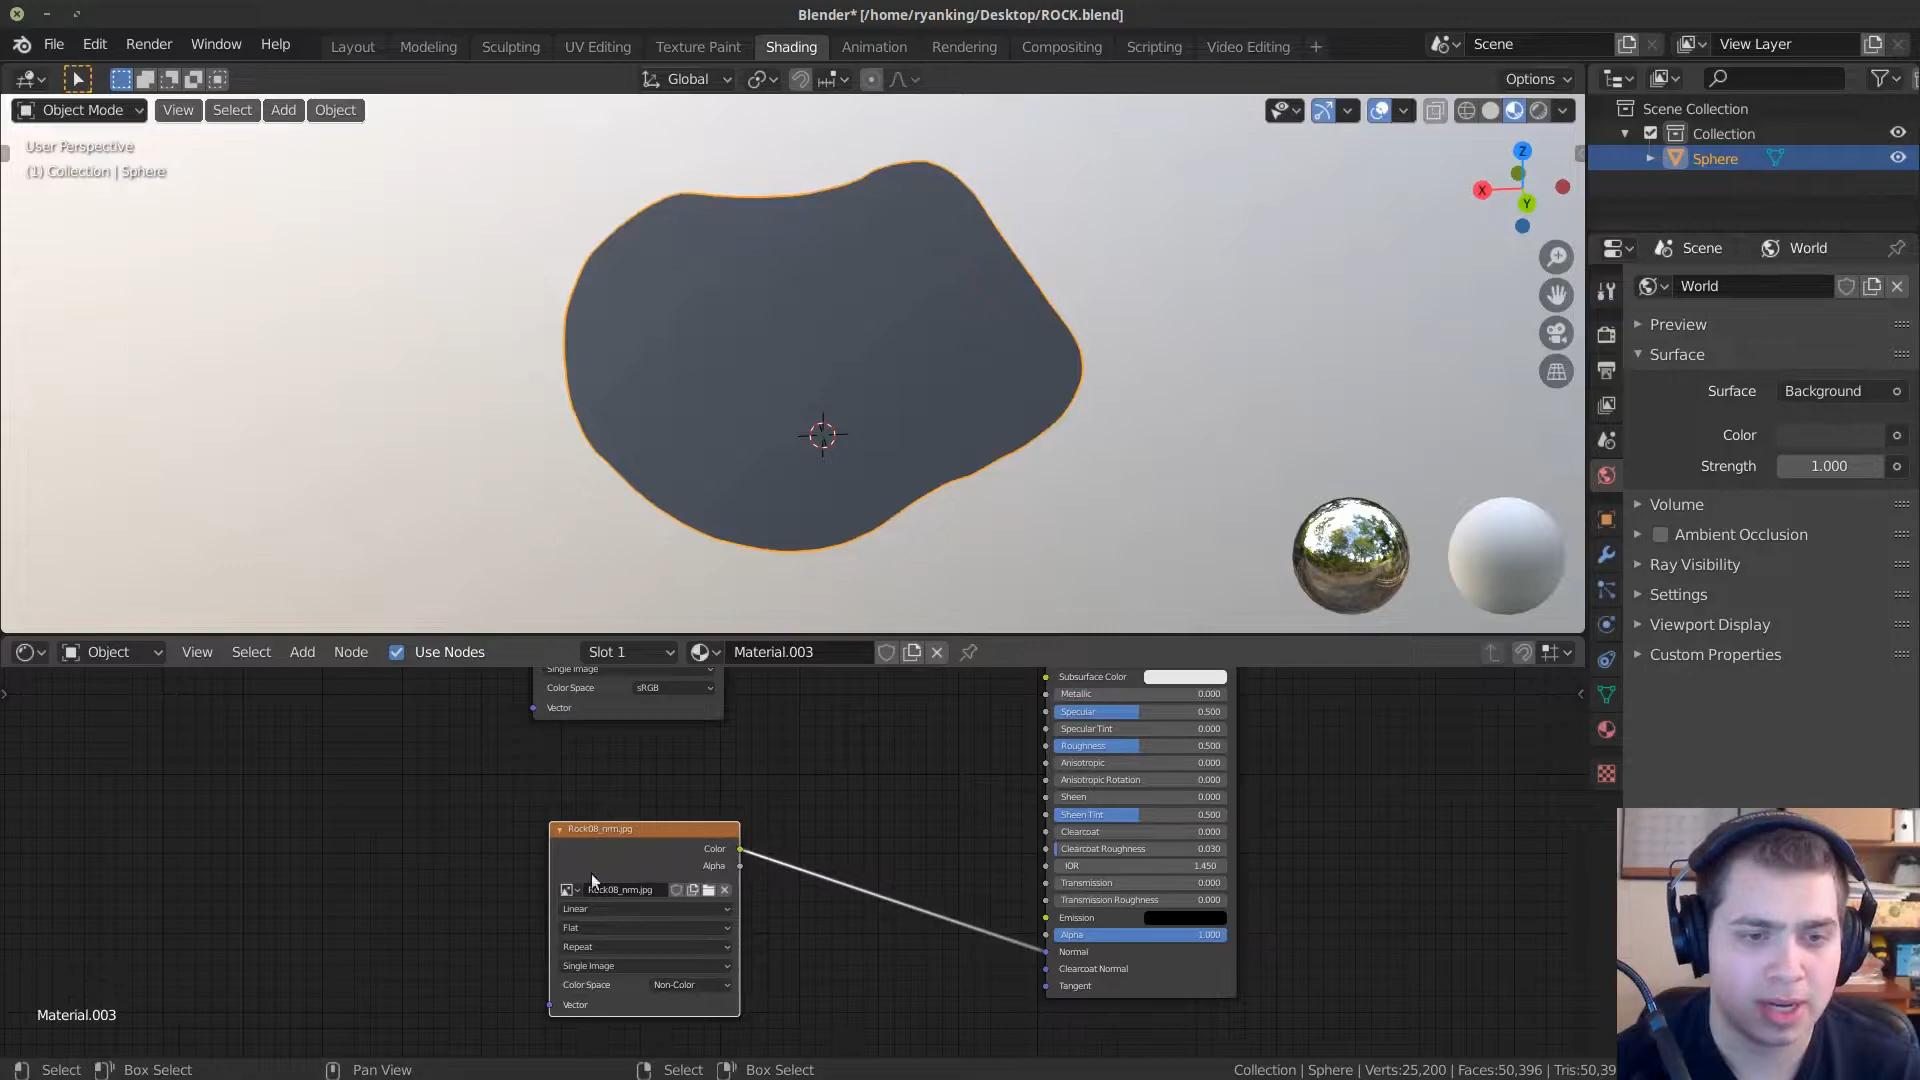 Blender* [/home/ryanking/Desktop/ROCK.blend]
File Edit Render Window Help
Layout Modeling Sculpting UV Editing Texture Paint Shading Animation Rendering Compositing Scripting Video Editing +
Scene
View Layer
Global
Options
Object Mode View Select Add Object
User Perspective
(1) Collection | Sphere
Z
X
Y
Scene Collection
Collection
Sphere
Scene World
World
Preview
Surface
Surface Background
Color
Strength 1.000
Volume
Ambient Occlusion
Ray Visibility
Settings
Viewport Display
Custom Properties
Object View Select Add Node Use Nodes Slot 1 Material.003
Single Image
Color Space sRGB
Vector
Rock08_nrm.jpg
Color
Alpha
Rock08_nrm.jpg
Linear
Flat
Repeat
Single Image
Color Space Non-Color
Vector
Subsurface Color
Metallic 0.000
Specular 0.500
Specular Tint 0.000
Roughness 0.500
Anisotropic 0.000
Anisotropic Rotation 0.000
Sheen 0.000
Sheen Tint 0.500
Clearcoat 0.000
Clearcoat Roughness 0.030
IOR 1.450
Transmission 0.000
Transmission Roughness 0.000
Emission
Alpha 1.000
Normal
Clearcoat Normal
Tangent
Material.003
Select Box Select Pan View Select Box Select
Collection | Sphere | Verts:25,200 | Faces:50,396 | Tris:50,39